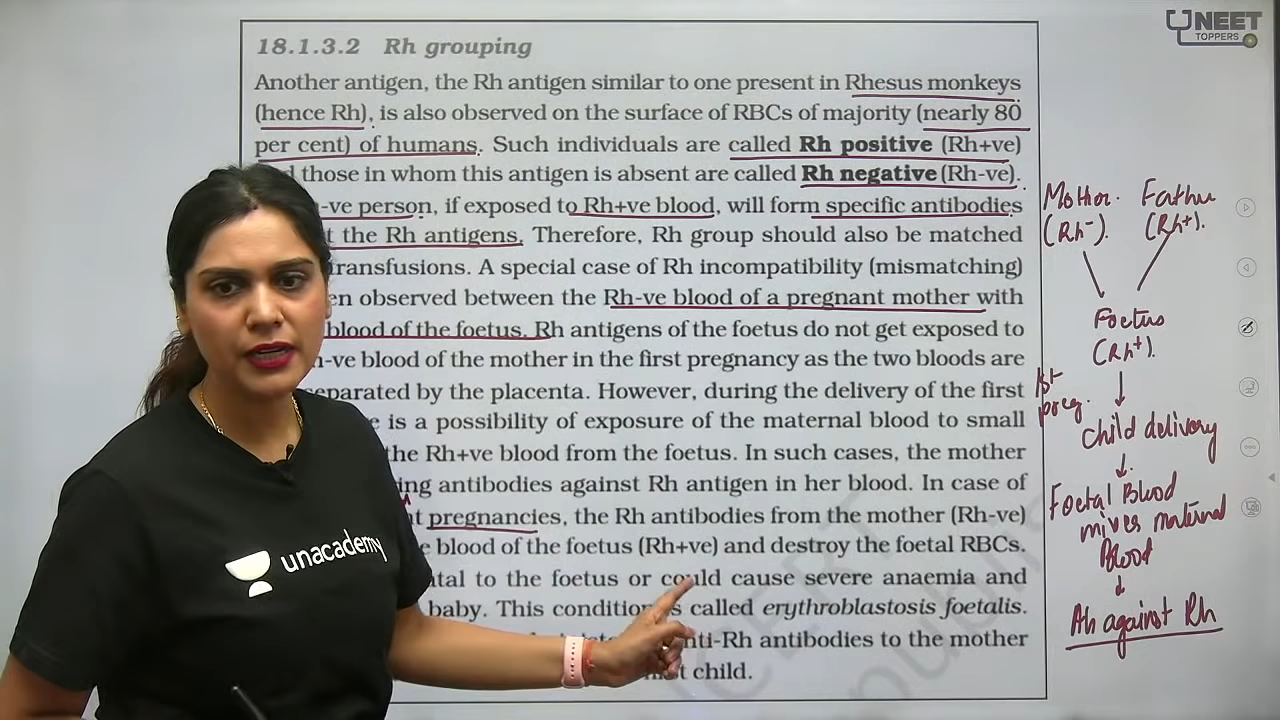 NEET
TOPPERS
18.1.3.2 Rh grouping
Another antigen, the Rh antigen similar to one present in Rhesus monkeys
(hence Rh), is also observed on the surface of RBCs of majority (nearly 80
per cent) of humans. Such individuals are called Rh positive (Rh+ve)
those in whom this antigen is absent are called Rh negative (Rh-ve).
-ve person, if exposed to Rh+ve blood, will form specific antibodies
the Rh antigens. Therefore, Rh group should also be matched
transfusions. A special case of Rh incompatibility (mismatching)
observed between the Rh-ve blood of a pregnant mother with
blood of the foetus. Rh antigens of the foetus do not get exposed to
-ve blood of the mother in the first pregnancy as the two bloods are
separated by the placenta. However, during the delivery of the first
is a possibility of exposure of the maternal blood to small
the Rh+ve blood from the foetus. In such cases, the mother
antibodies against Rh antigen in her blood. In case of
pregnancies, the Rh antibodies from the mother (Rh-ve)
blood of the foetus (Rh+ve) and destroy the foetal RBCs.
to the foetus or could cause severe anaemia and
baby. This condition is called erythroblastosis foetalis.
anti-Rh antibodies to the mother
child.
Mother. Father
(Rh-). (Rh+).
Foetus
(Rh+).
1st
preg.
Child delivery
Foetal Blood
mixes maternal
Blood
Ab against Rh
unacademy